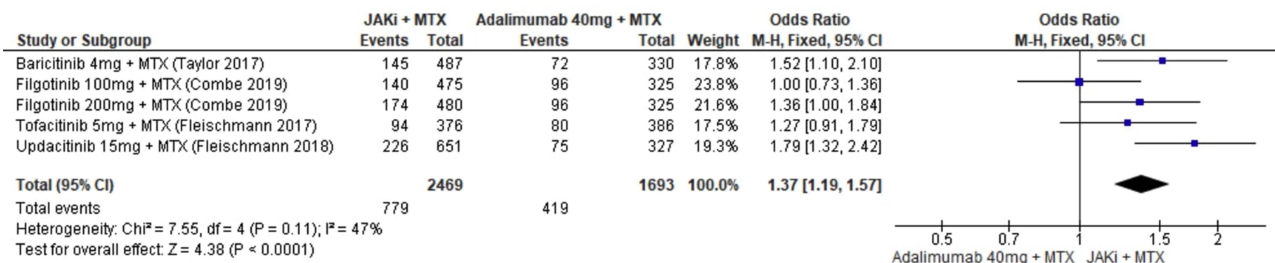 JAKi + MTX Adalimumab 40mg + MTX Odds Ratio Odds Ratio
Study or Subgroup Events Total Events Total Weight M-H, Fixed, 95% CI M-H, Fixed, 95% CI
Baricitinib 4mg + MTX (Taylor 2017) 145 487 72 330 17.8% 1.52 [1.10, 2.10]
Filgotinib 100mg + MTX (Combe 2019) 140 475 96 325 23.8% 1.00 [0.73, 1.36]
Filgotinib 200mg + MTX (Combe 2019) 174 480 96 325 21.6% 1.36 [1.00, 1.84]
Tofacitinib 5mg + MTX (Fleischmann 2017) 94 376 80 386 17.5% 1.27 [0.91, 1.79]
Updacitinib 15mg + MTX (Fleischmann 2018) 226 651 75 327 19.3% 1.79 [1.32, 2.42]
Total (95% CI) 2469 1693 100.0% 1.37 [1.19, 1.57]
Total events 779 419
Heterogeneity: Chi² = 7.55, df = 4 (P = 0.11); I² = 47%
Test for overall effect: Z = 4.38 (P < 0.0001)
0.5 0.7 1 1.5 2
Adalimumab 40mg + MTX JAKi + MTX